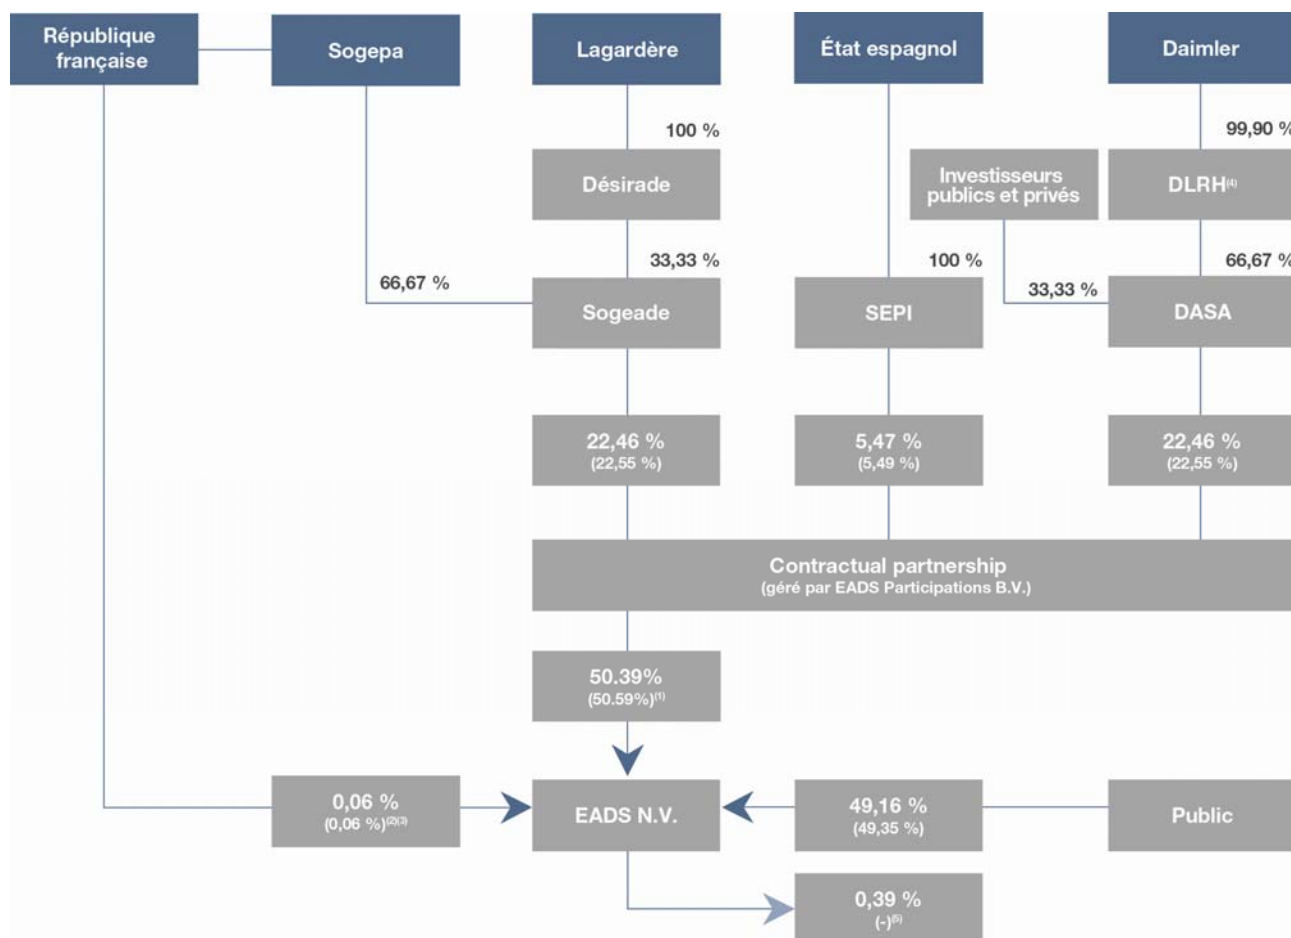 République
française
Sogepa
Lagardère
État espagnol
Daimler
100 %
99,90 %
Désirade
Investisseurs
publics et privés
DLRH(4)
33,33 %
100 %
66,67 %
66,67 %
33,33 %
Sogeade
SEPI
DASA
22,46 %
(22,55 %)
5,47 %
(5,49 %)
22,46 %
(22,55 %)
Contractual partnership
(géré par EADS Participations B.V.)
50.39%
(50.59%)(1)
0,06 %
(0,06 %)(2)(3)
EADS N.V.
49,16 %
(49,35 %)
Public
0,39 %
(-)(5)